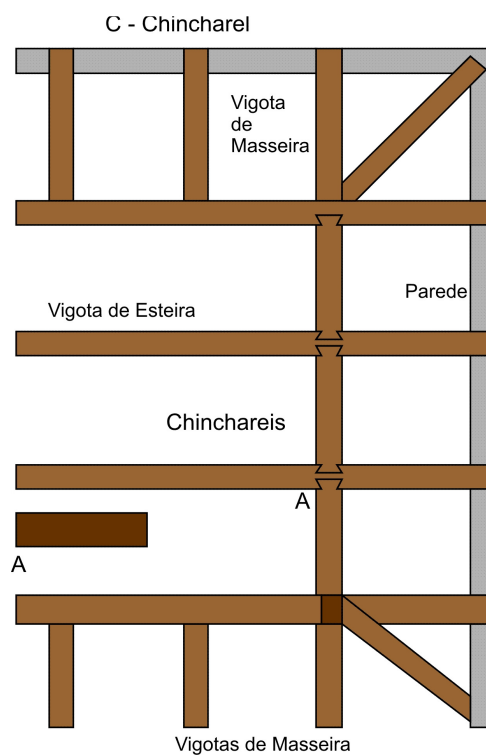 C - Chincharel
Vigota
de
Masseira
Parede
Vigota de Esteira
Chinchareis
A
A
Vigotas de Masseira